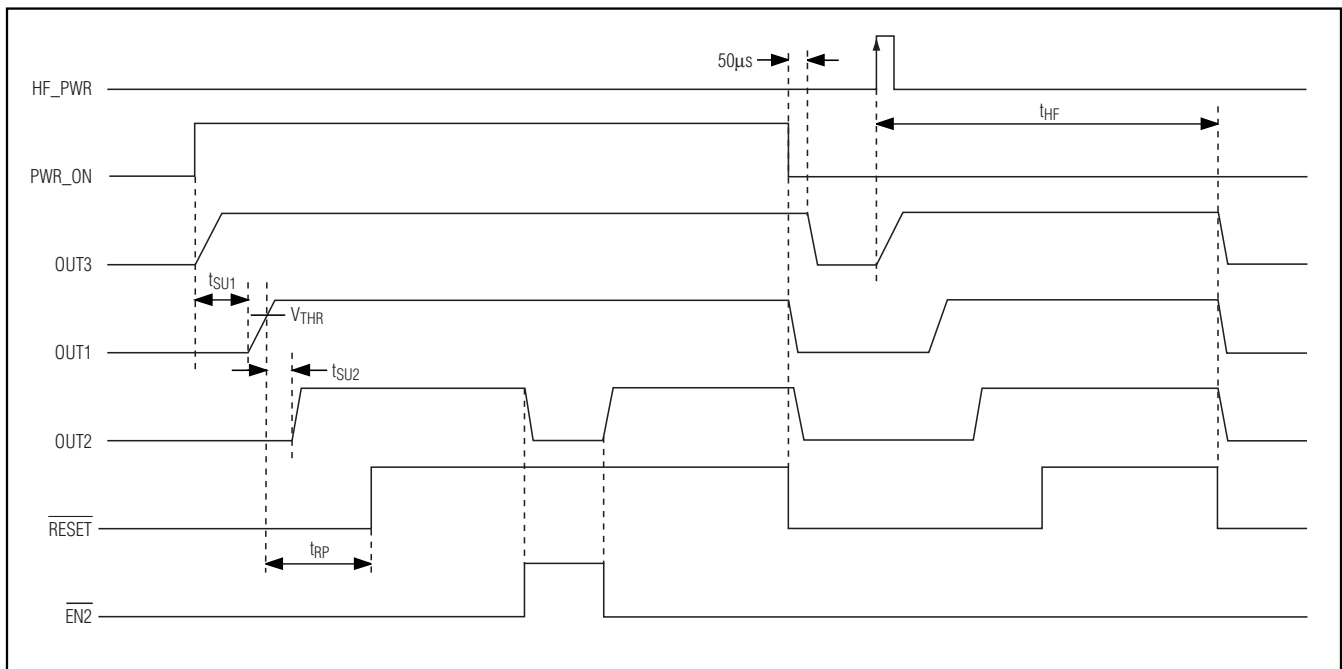 50μs
HF_PWR
tHF
PWR_ON
OUT3
tSU1
VTHR
OUT1
tSU2
OUT2
RESET
tRP
EN2